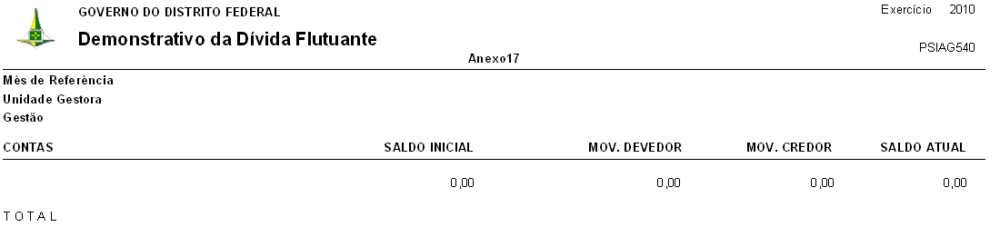 GOVERNO DO DISTRITO FEDERAL Exercício 2010
Demonstrativo da Dívida Flutuante
PSIAG540
Anexo17
Mês de Referência
Unidade Gestora
Gestão
CONTAS SALDO INICIAL MOV. DEVEDOR MOV. CREDOR SALDO ATUAL
0,00 0,00 0,00 0,00
T O T A L